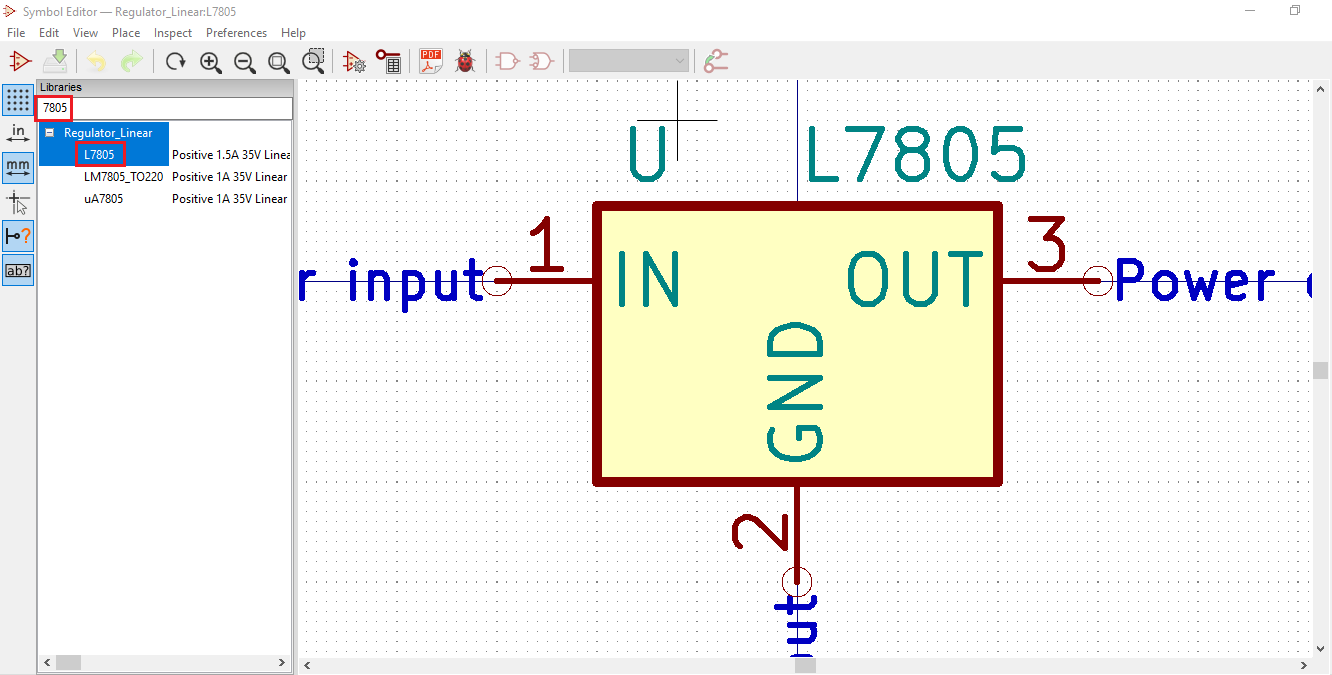 Symbol Editor — Regulator_Linear:L7805
File Edit View Place Inspect Preferences Help
PDF
Libraries
7805
in
mm
ab?
Regulator_Linear
L7805 Positive 1.5A 35V Linea
LM7805_TO220 Positive 1A 35V Linear
uA7805 Positive 1A 35V Linear
U L7805
1 3
r input IN OUT Power
GND
2
out